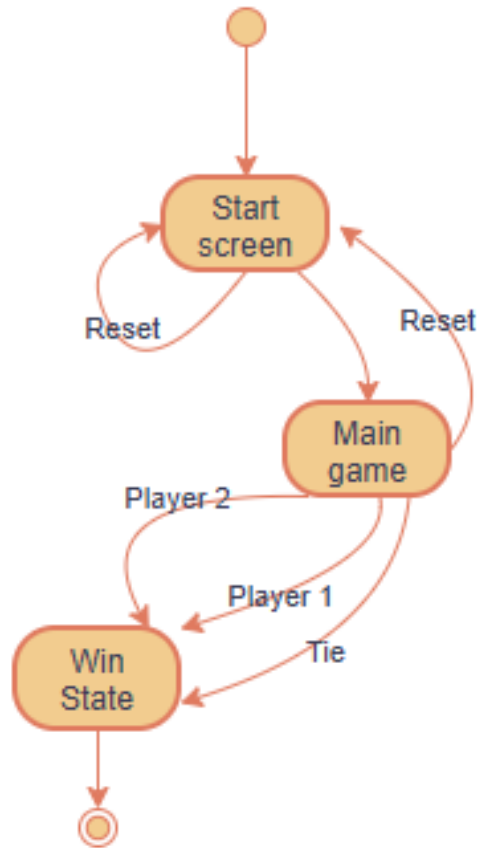 Start
screen
Reset
Reset
Main
game
Player 2
Player 1
Tie
Win
State